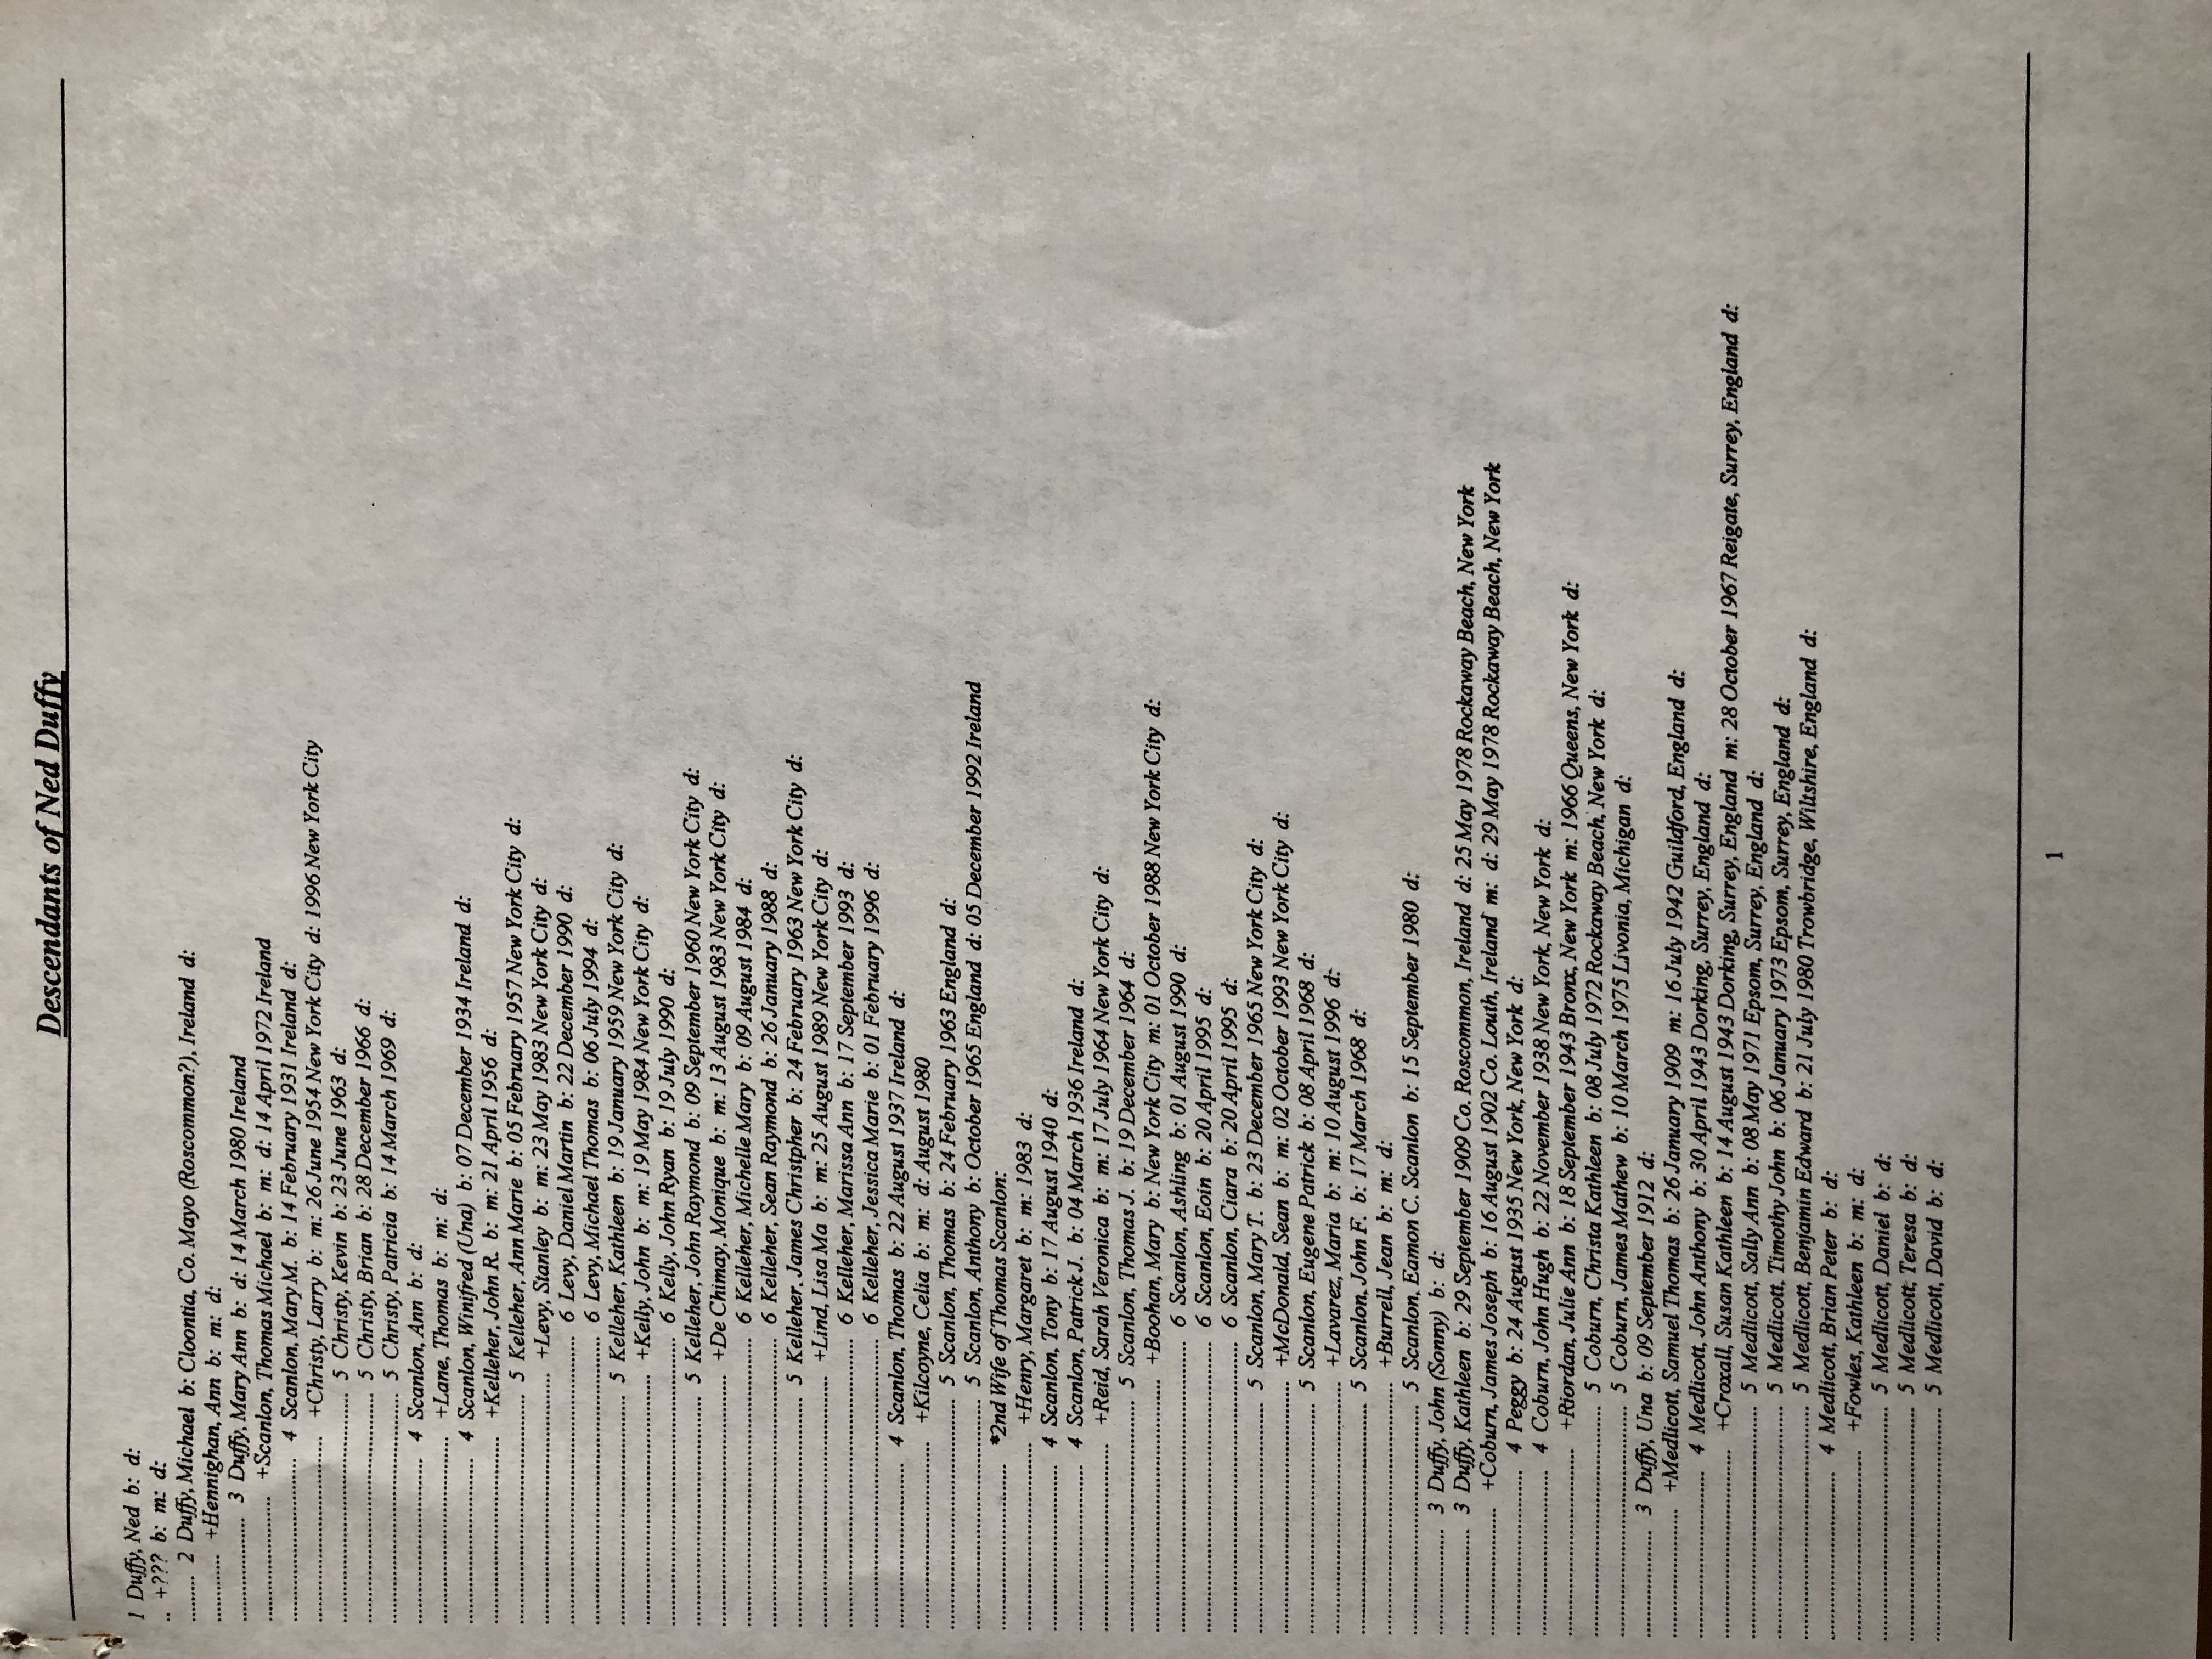 Descendants of Ned Duffy
1 Duffy, Ned b: d:
.. +??? b: m: d:
......... 2 Duffy, Michael b: Cloontia, Co. Mayo (Roscommon?), Ireland d:
............. +Hennighan, Ann b: m: d:
.................... 3 Duffy, Mary Ann b: d: 14 March 1980 Ireland
........................ +Scanlon, Thomas Michael b: m: d: 14 April 1972 Ireland
................................ 4 Scanlon, Mary M. b: 14 February 1931 Ireland d:
.................................... +Christy, Larry b: m: 26 June 1954 New York City d: 1996 New York City
............................................ 5 Christy, Kevin b: 23 June 1963 d:
............................................ 5 Christy, Brian b: 28 December 1966 d:
............................................ 5 Christy, Patricia b: 14 March 1969 d:
................................ 4 Scanlon, Ann b: d:
.................................... +Lane, Thomas b: m: d:
................................ 4 Scanlon, Winifred (Una) b: 07 December 1934 Ireland d:
.................................... +Kelleher, John R. b: m: 21 April 1956 d:
............................................ 5 Kelleher, Ann Marie b: 05 February 1957 New York City d:
................................................ +Levy, Stanley b: m: 23 May 1983 New York City d:
....................................................... 6 Levy, Daniel Martin b: 22 December 1990 d:
....................................................... 6 Levy, Michael Thomas b: 06 July 1994 d:
............................................ 5 Kelleher, Kathleen b: 19 January 1959 New York City d:
................................................ +Kelly, John b: m: 19 May 1984 New York City d:
....................................................... 6 Kelly, John Ryan b: 19 July 1990 d:
............................................ 5 Kelleher, John Raymond b: 09 September 1960 New York City d:
................................................ +De Chimay, Monique b: m: 13 August 1983 New York City d:
....................................................... 6 Kelleher, Michelle Mary b: 09 August 1984 d:
....................................................... 6 Kelleher, Sean Raymond b: 26 January 1988 d:
............................................ 5 Kelleher, James Christpher b: 24 February 1963 New York City d:
................................................ +Lind, Lisa Ma b: m: 25 August 1989 New York City d:
....................................................... 6 Kelleher, Marissa Ann b: 17 September 1993 d:
....................................................... 6 Kelleher, Jessica Marie b: 01 February 1996 d:
................................ 4 Scanlon, Thomas b: 22 August 1937 Ireland d:
.................................... +Kilcoyne, Celia b: m: d: August 1980
............................................ 5 Scanlon, Thomas b: 24 February 1963 England d:
............................................ 5 Scanlon, Anthony b: October 1965 England d: 05 December 1992 Ireland
................................ *2nd Wife of Thomas Scanlon:
.................................... +Henry, Margaret b: m: 1983 d:
................................ 4 Scanlon, Tony b: 17 August 1940 d:
................................ 4 Scanlon, Patrick J. b: 04 March 1936 Ireland d:
.................................... +Reid, Sarah Veronica b: m: 17 July 1964 New York City d:
............................................ 5 Scanlon, Thomas J. b: 19 December 1964 d:
................................................ +Boohan, Mary b: New York City m: 01 October 1988 New York City d:
....................................................... 6 Scanlon, Ashling b: 01 August 1990 d:
....................................................... 6 Scanlon, Eoin b: 20 April 1995 d:
....................................................... 6 Scanlon, Ciara b: 20 April 1995 d:
............................................ 5 Scanlon, Mary T. b: 23 December 1965 New York City d:
................................................ +McDonald, Sean b: m: 02 October 1993 New York City d:
............................................ 5 Scanlon, Eugene Patrick b: 08 April 1968 d:
................................................ +Lavarez, Maria b: m: 10 August 1996 d:
............................................ 5 Scanlon, John F. b: 17 March 1968 d:
................................................ +Burrell, Jean b: m: d:
............................................ 5 Scanlon, Eamon C. Scanlon b: 15 September 1980 d:
.................... 3 Duffy, John (Sonny) b: d:
.................... 3 Duffy, Kathleen b: 29 September 1909 Co. Roscommon, Ireland d: 25 May 1978 Rockaway Beach, New York
........................ +Coburn, James Joseph b: 16 August 1902 Co. Louth, Ireland m: d: 29 May 1978 Rockaway Beach, New York
................................ 4 Peggy b: 24 August 1935 New York, New York d:
................................ 4 Coburn, John Hugh b: 22 November 1938 New York, New York d:
.................................... +Riordan, Julie Ann b: 18 September 1943 Bronx, New York m: 1966 Queens, New York d:
............................................ 5 Coburn, Christa Kathleen b: 08 July 1972 Rockaway Beach, New York d:
............................................ 5 Coburn, James Mathew b: 10 March 1975 Livonia, Michigan d:
.................... 3 Duffy, Una b: 09 September 1912 d:
........................ +Medlicott, Samuel Thomas b: 26 January 1909 m: 16 July 1942 Guildford, England d:
................................ 4 Medlicott, John Anthony b: 30 April 1943 Dorking, Surrey, England d:
.................................... +Croxall, Susan Kathleen b: 14 August 1943 Dorking, Surrey, England m: 28 October 1967 Reigate, Surrey, England d:
............................................ 5 Medlicott, Sally Ann b: 08 May 1971 Epsom, Surrey, England d:
............................................ 5 Medlicott, Timothy John b: 06 January 1973 Epsom, Surrey, England d:
............................................ 5 Medlicott, Benjamin Edward b: 21 July 1980 Trowbridge, Wiltshire, England d:
................................ 4 Medlicott, Brian Peter b: d:
.................................... +Fowles, Kathleen b: m: d:
............................................ 5 Medlicott, Daniel b: d:
............................................ 5 Medlicott, Teresa b: d:
............................................ 5 Medlicott, David b: d:
1